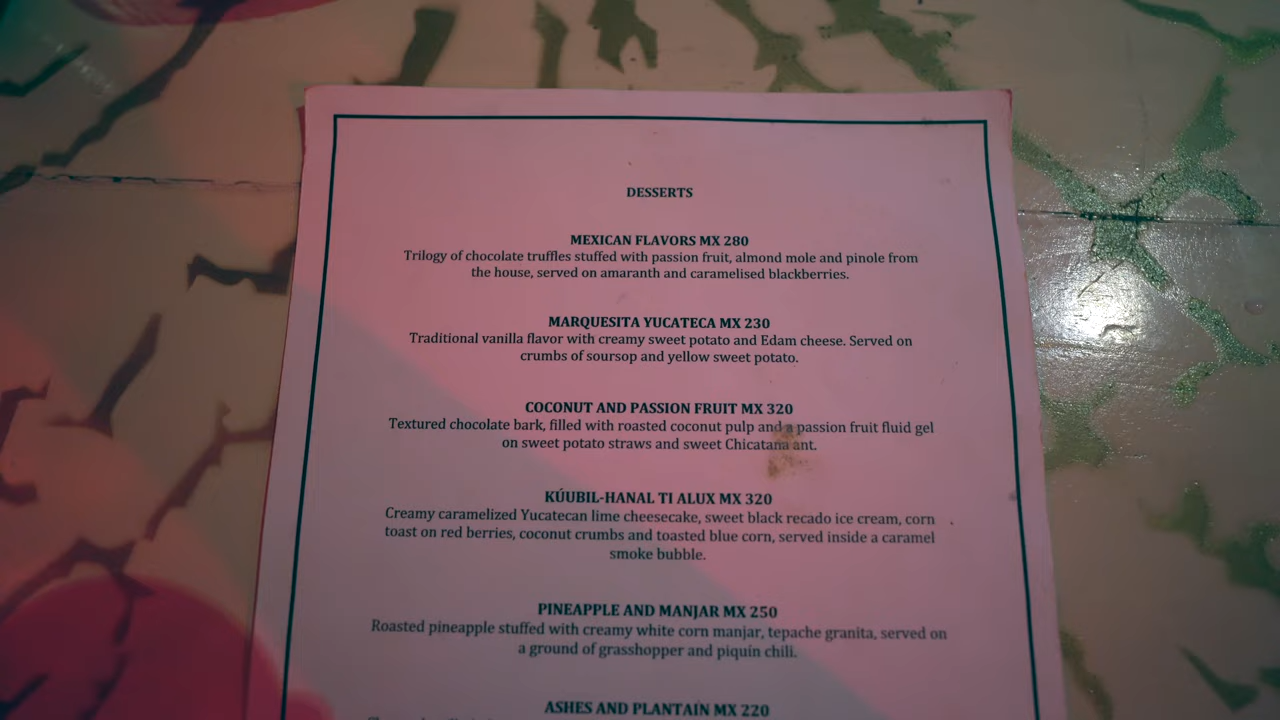 DESSERTS
MEXICAN FLAVORS MX 280
Trilogy of chocolate truffles stuffed with passion fruit, almond mole and pinole from
the house, served on amaranth and caramelised blackberries.
MARQUESITA YUCATECA MX 230
Traditional vanilla flavor with creamy sweet potato and Edam cheese. Served on
crumbs of soursop and yellow sweet potato.
COCONUT AND PASSION FRUIT MX 320
Textured chocolate bark, filled with roasted coconut pulp and a passion fruit fluid gel
on sweet potato straws and sweet Chicatana ant.
KÚUBIL-HANAL TI ALUX MX 320
Creamy caramelized Yucatecan lime cheesecake, sweet black recado ice cream, corn
toast on red berries, coconut crumbs and toasted blue corn, served inside a caramel
smoke bubble.
PINEAPPLE AND MANJAR MX 250
Roasted pineapple stuffed with creamy white corn manjar, tepache granita, served on
a ground of grasshopper and piquín chili.
ASHES AND PLANTAIN MX 220